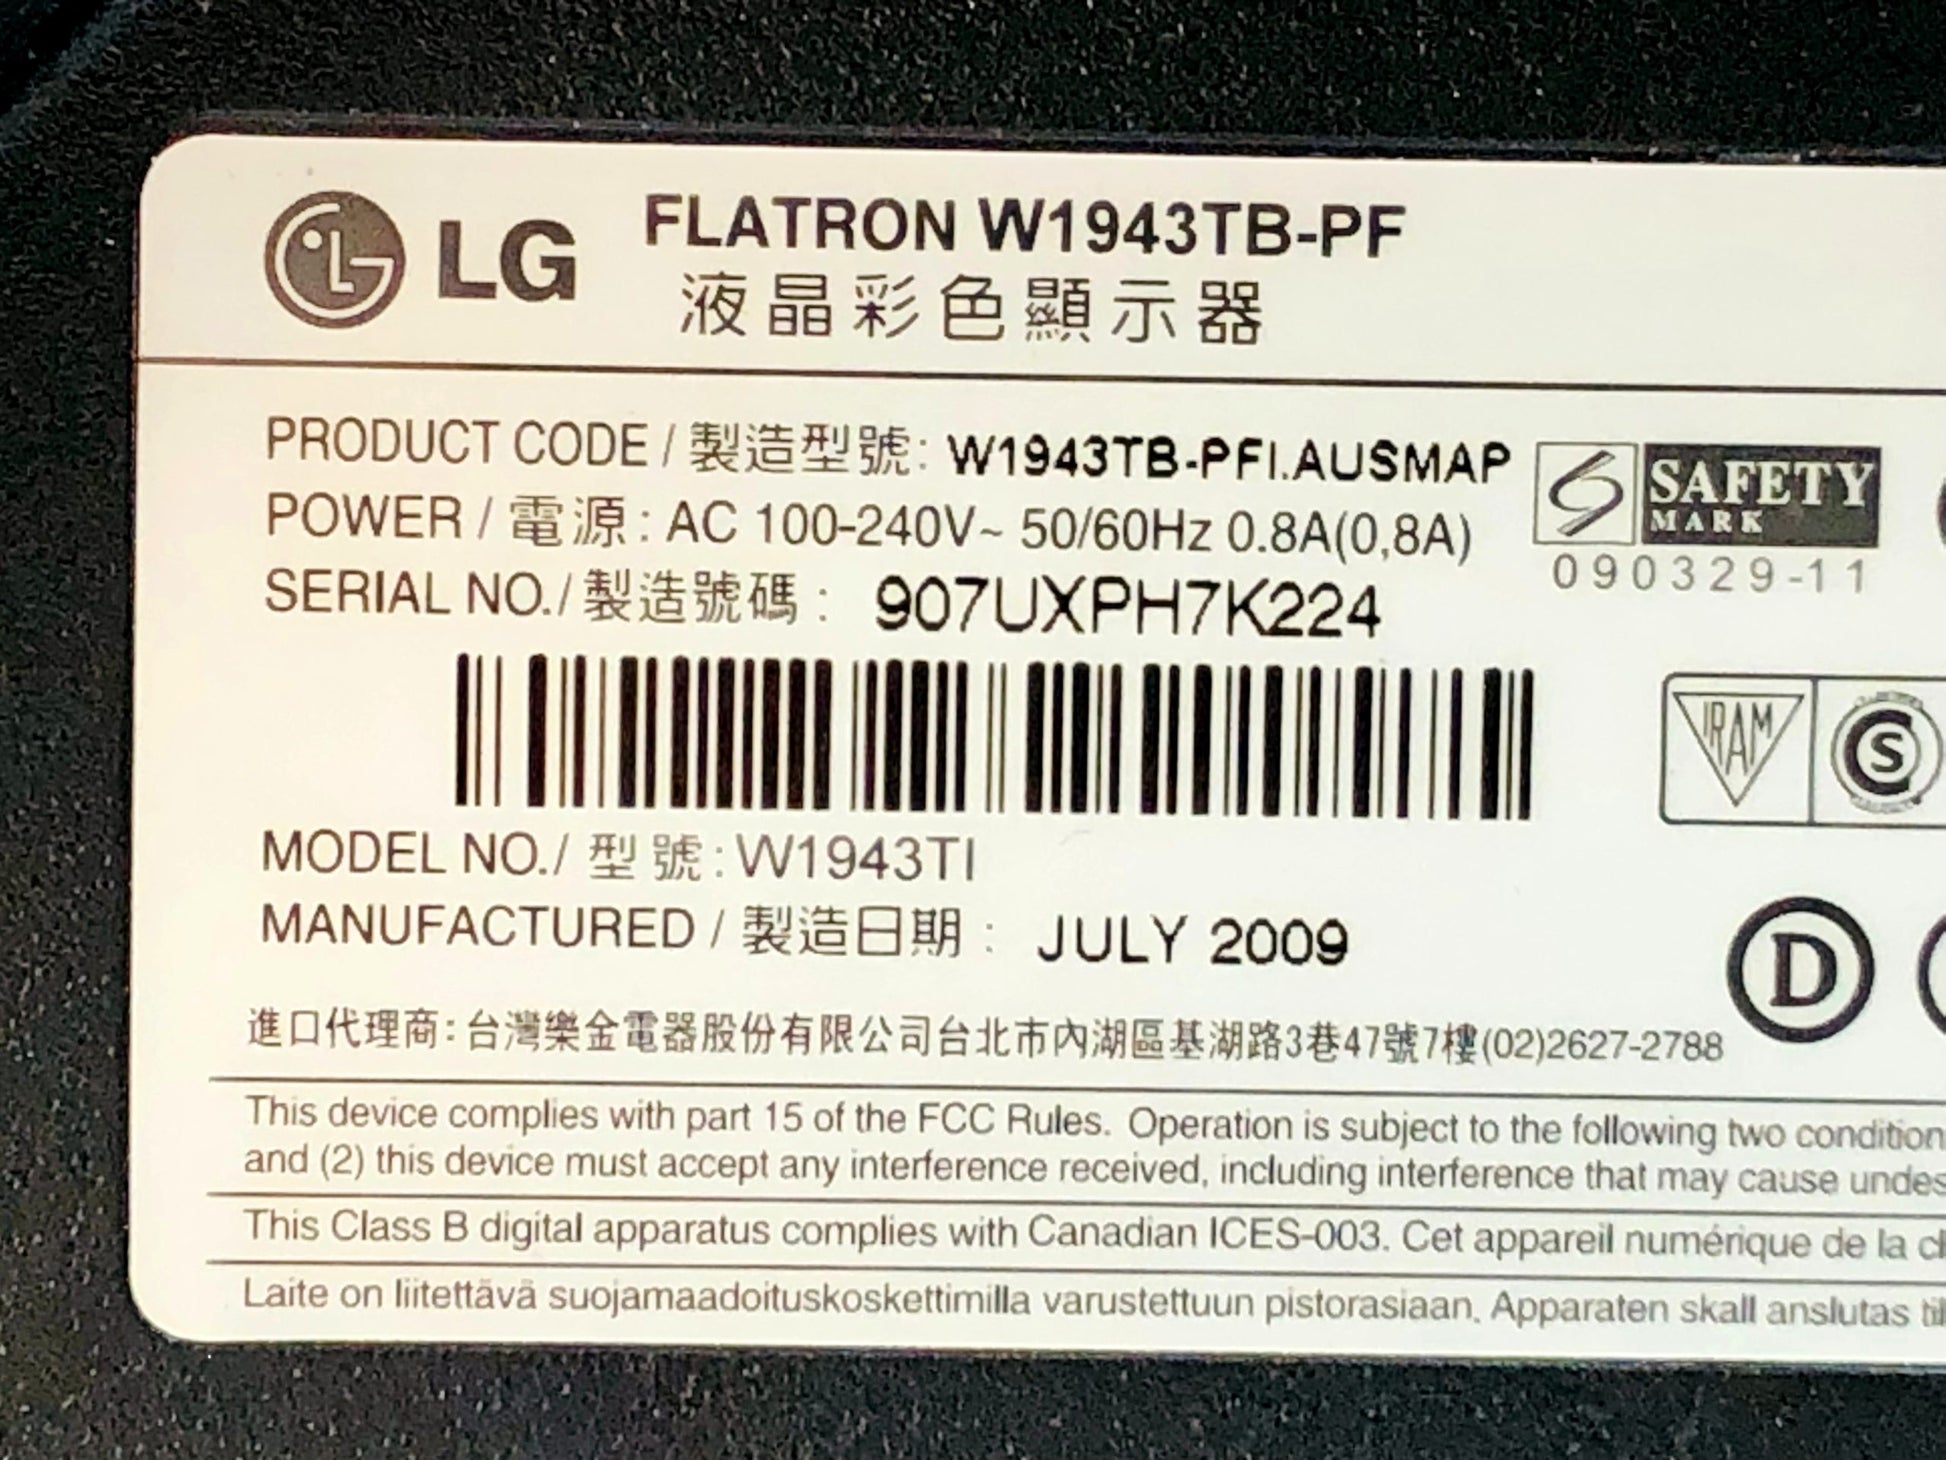 LG FLATRON W1943TB-PF
液晶彩色顯示器
PRODUCT CODE / 製造型號: W1943TB-PFI.AUSMAP
SAFETY
MARK
POWER / 電源: AC 100-240V~ 50/60Hz 0.8A(0,8A)
090329-11
SERIAL NO./ 製造號碼: 907UXPH7K224
IRAM
S
MODEL NO./ 型號: W1943TI
MANUFACTURED / 製造日期: JULY 2009
D
進口代理商: 台灣樂金電器股份有限公司台北市內湖區基湖路3巷47號7樓(02)2627-2788
This device complies with part 15 of the FCC Rules. Operation is subject to the following two condition
and (2) this device must accept any interference received, including interference that may cause undes
This Class B digital apparatus complies with Canadian ICES-003. Cet appareil numérique de la cl
Laite on liitettävä suojamaadoituskoskettimilla varustettuun pistorasiaan. Apparaten skall anslutas til